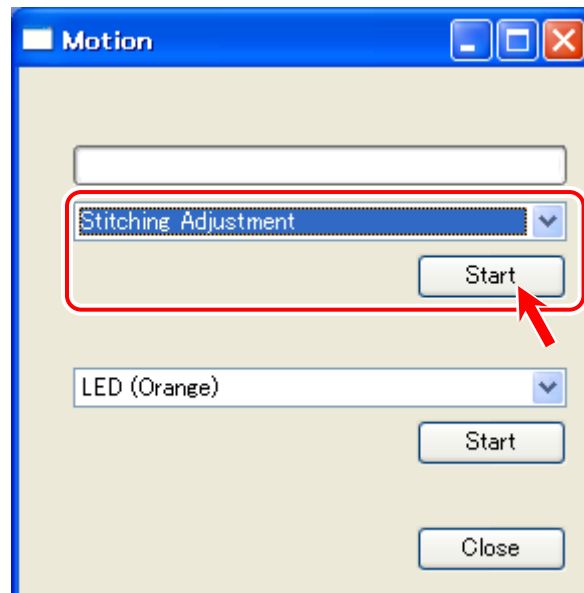 Motion
Stitching Adjustment
Start
LED (Orange)
Start
Close